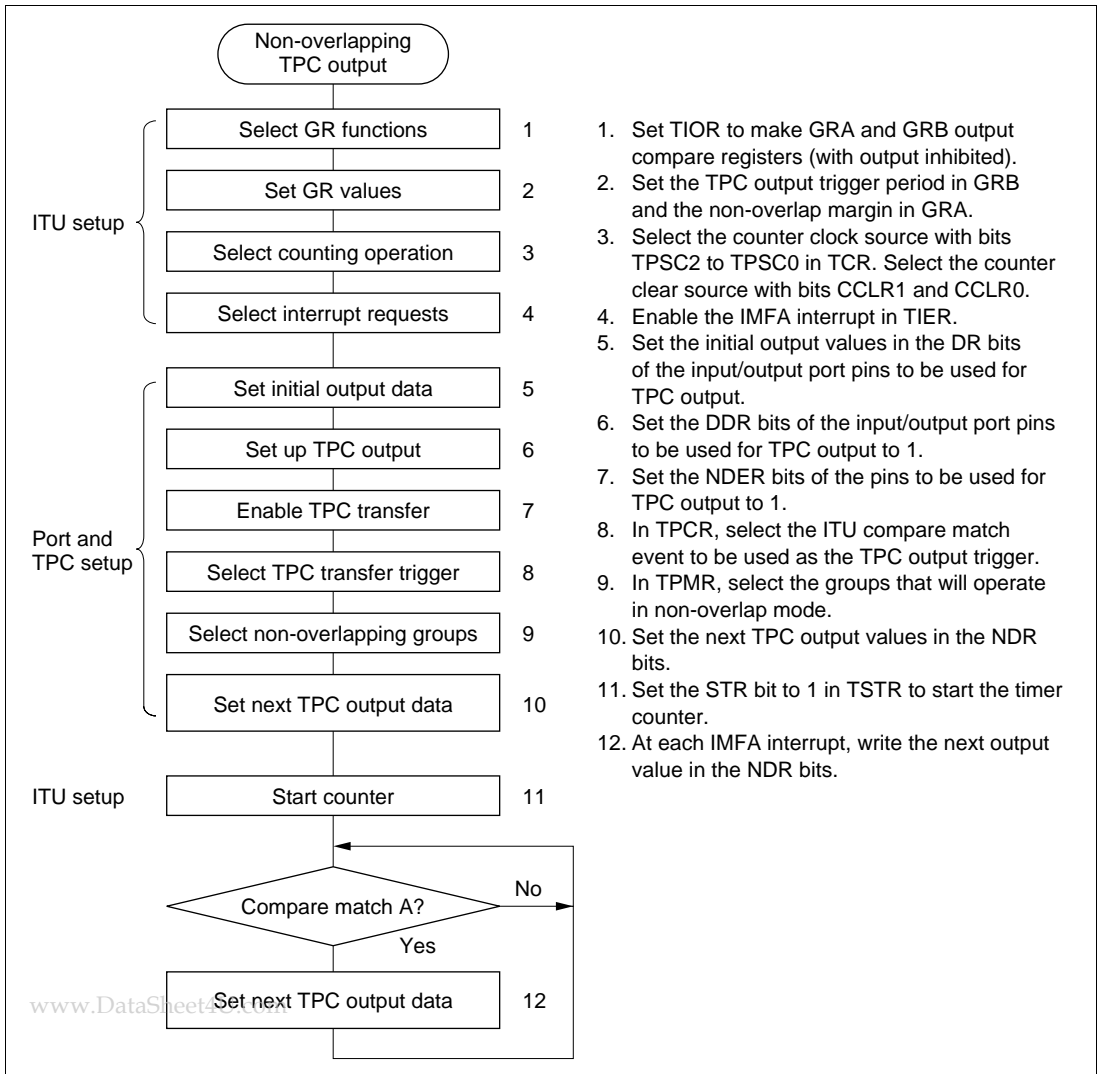 Non-overlapping
TPC output
ITU setup
Select GR functions 1
Set GR values 2
Select counting operation 3
Select interrupt requests 4
Port and
TPC setup
Set initial output data 5
Set up TPC output 6
Enable TPC transfer 7
Select TPC transfer trigger 8
Select non-overlapping groups 9
Set next TPC output data 10
ITU setup
Start counter 11
Compare match A?
No
Yes
Set next TPC output data 12
1. Set TIOR to make GRA and GRB output
compare registers (with output inhibited).
2. Set the TPC output trigger period in GRB
and the non-overlap margin in GRA.
3. Select the counter clock source with bits
TPSC2 to TPSC0 in TCR. Select the counter
clear source with bits CCLR1 and CCLR0.
4. Enable the IMFA interrupt in TIER.
5. Set the initial output values in the DR bits
of the input/output port pins to be used for
TPC output.
6. Set the DDR bits of the input/output port pins
to be used for TPC output to 1.
7. Set the NDER bits of the pins to be used for
TPC output to 1.
8. In TPCR, select the ITU compare match
event to be used as the TPC output trigger.
9. In TPMR, select the groups that will operate
in non-overlap mode.
10. Set the next TPC output values in the NDR
bits.
11. Set the STR bit to 1 in TSTR to start the timer
counter.
12. At each IMFA interrupt, write the next output
value in the NDR bits.
www.DataSheet4U.com